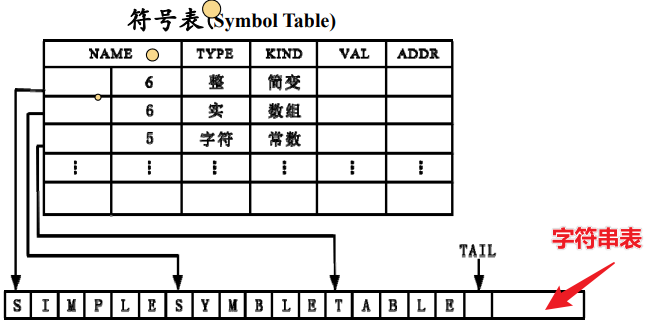 符号表 (Symbol Table)
NAME TYPE KIND VAL ADDR
6 整 简变
6 实 数组
5 字符 常数
⋮ ⋮ ⋮ ⋮ ⋮ ⋮
字符串表
TAIL
S I M P L E S Y M B L E T A B L E